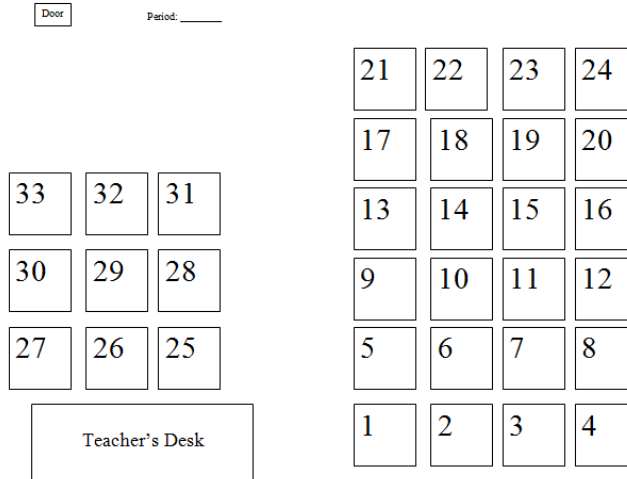 Door
Period: _______
21 22 23 24
17 18 19 20
33 32 31
13 14 15 16
30 29 28
9 10 11 12
27 26 25
5 6 7 8
Teacher's Desk
1 2 3 4